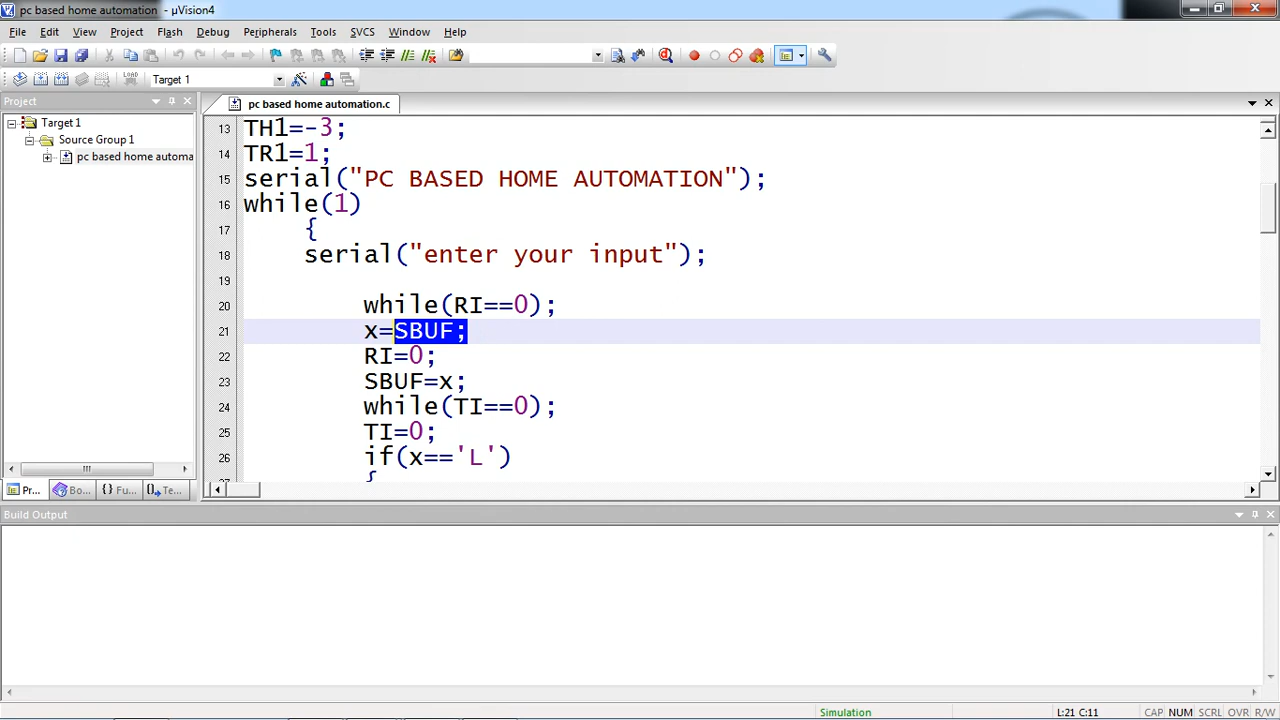 pc based home automation - µVision4
File Edit View Project Flash Debug Peripherals Tools SVCS Window Help
LOAD Target 1
Project
pc based home automation.c
Target 1
Source Group 1
pc based home automa
13 TH1=-3;
14 TR1=1;
15 serial("PC BASED HOME AUTOMATION");
16 while(1)
17 {
18 serial("enter your input");
19
20 while(RI==0);
21 x=SBUF;
22 RI=0;
23 SBUF=x;
24 while(TI==0);
25 TI=0;
26 if(x=='L')
27 {
Pr... Bo... {} Fu... Te...
Build Output
Simulation L:21 C:11 CAP NUM SCRL OVR R/W